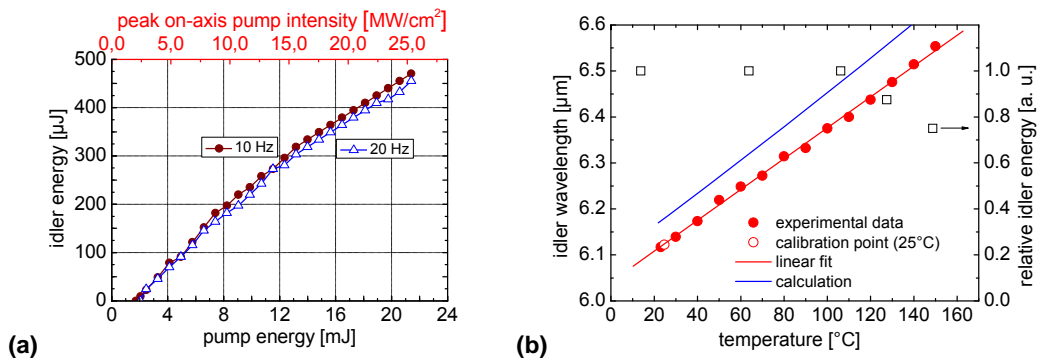 peak on-axis pump intensity [MW/cm²]
0,0 5,0 10,0 15,0 20,0 25,0
500
400
300
200
100
0
idler energy [µJ]
10 Hz
20 Hz
0 4 8 12 16 20 24
pump energy [mJ]
(a)
6.6
6.5
6.4
6.3
6.2
6.1
6.0
idler wavelength [µm]
1.0
0.8
0.6
0.4
0.2
0.0
relative idler energy [a. u.]
experimental data
calibration point (25°C)
linear fit
calculation
0 20 40 60 80 100 120 140 160
temperature [°C]
(b)